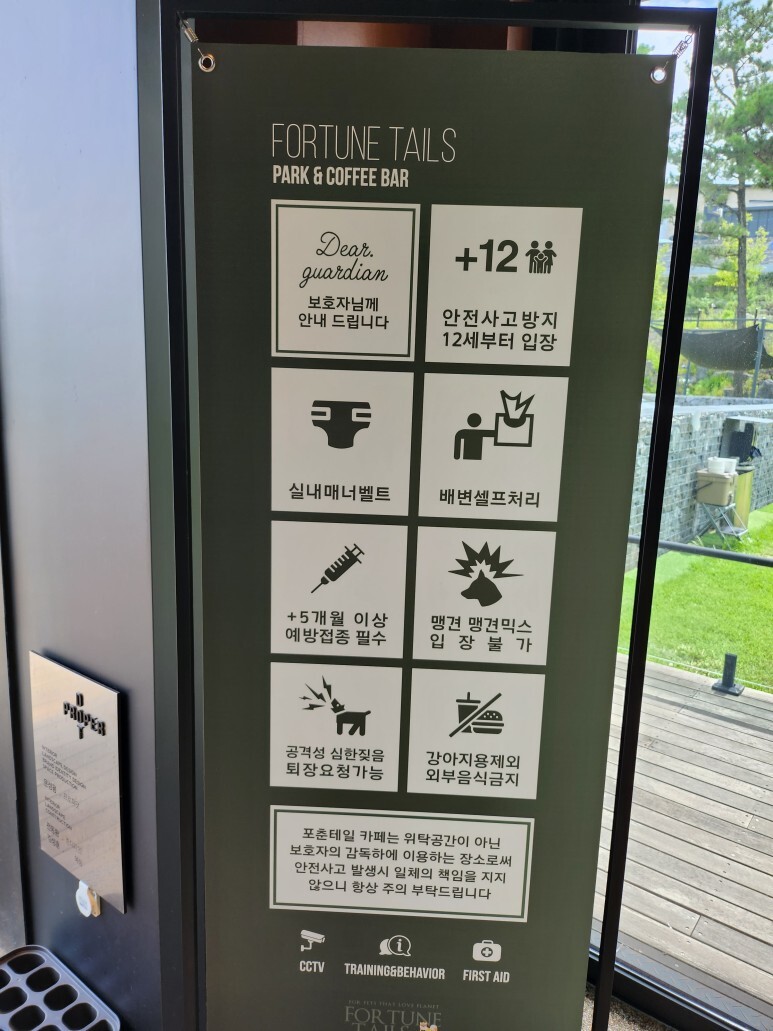 FORTUNE TAILS
PARK & COFFEE BAR
Dear.
guardian
보호자님께
안내 드립니다
+12
안전사고방지
12세부터 입장
실내매너벨트
배변셀프처리
+5개월 이상
예방접종 필수
맹견 맹견믹스
입 장 불 가
공격성 심한짖음
퇴장요청가능
강아지용제외
외부음식금지
포춘테일 카페는 위탁공간이 아닌
보호자의 감독하에 이용하는 장소로써
안전사고 발생시 일체의 책임을 지지
않으니 항상 주의 부탁드립니다
CCTV
TRAINING&BEHAVIOR
FIRST AID
FOR PETS THAT LOVE PLANET
FORTUNE
TAILS
PROPER